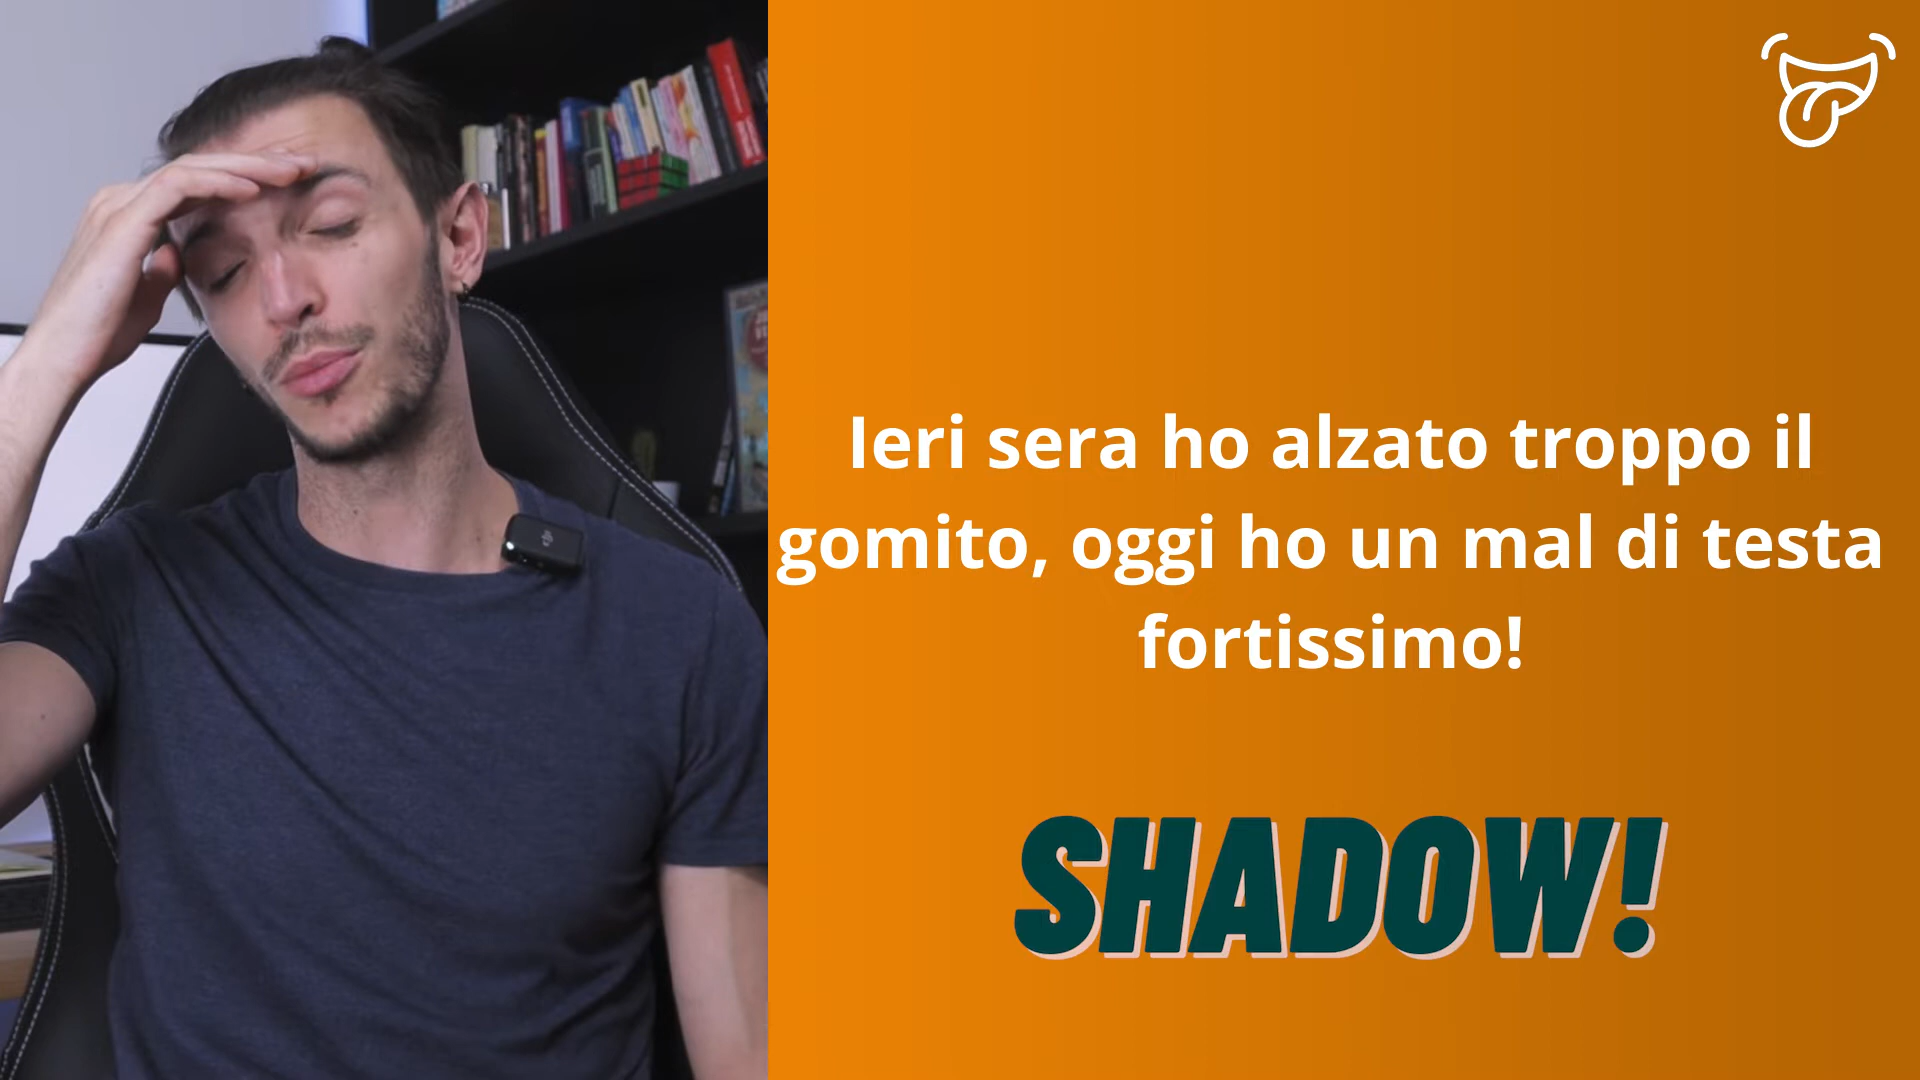 Ieri sera ho alzato troppo il
gomito, oggi ho un mal di testa
fortissimo!
SHADOW!